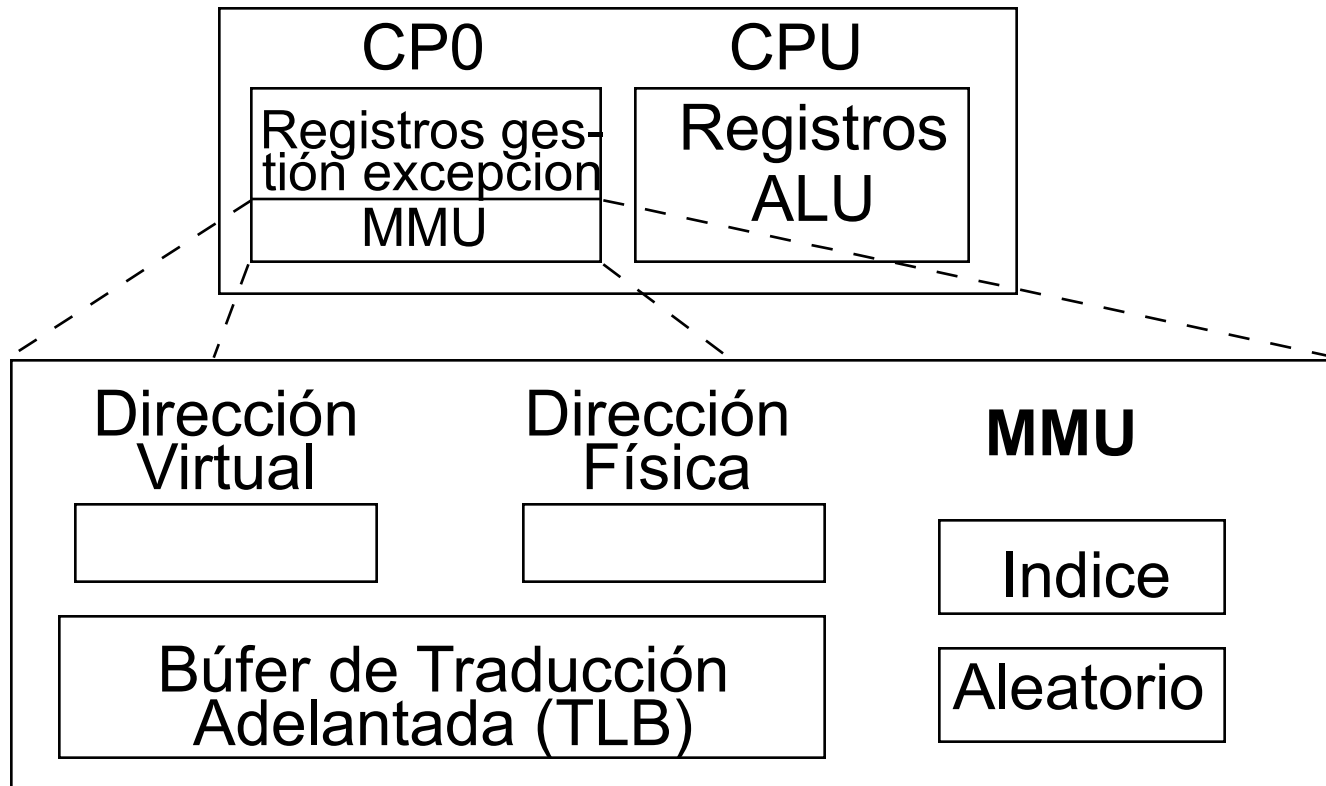 CP0
CPU
Registros ges-
tión excepcion
MMU
Registros
ALU
Dirección
Virtual
Dirección
Física
MMU
Indice
Búfer de Traducción
Adelantada (TLB)
Aleatorio